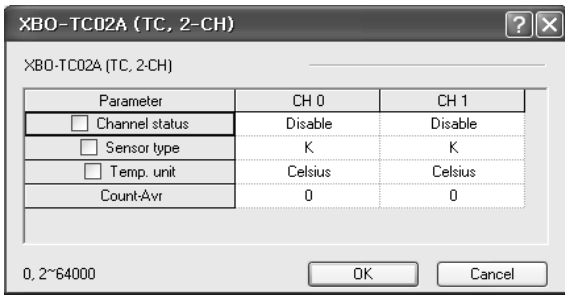 XBO-TC02A (TC, 2-CH)
XBO-TC02A (TC, 2-CH)
Parameter CH 0 CH 1
Channel status Disable Disable
Sensor type K K
Temp. unit Celsius Celsius
Count-Avr 0 0
0, 2~64000 OK Cancel